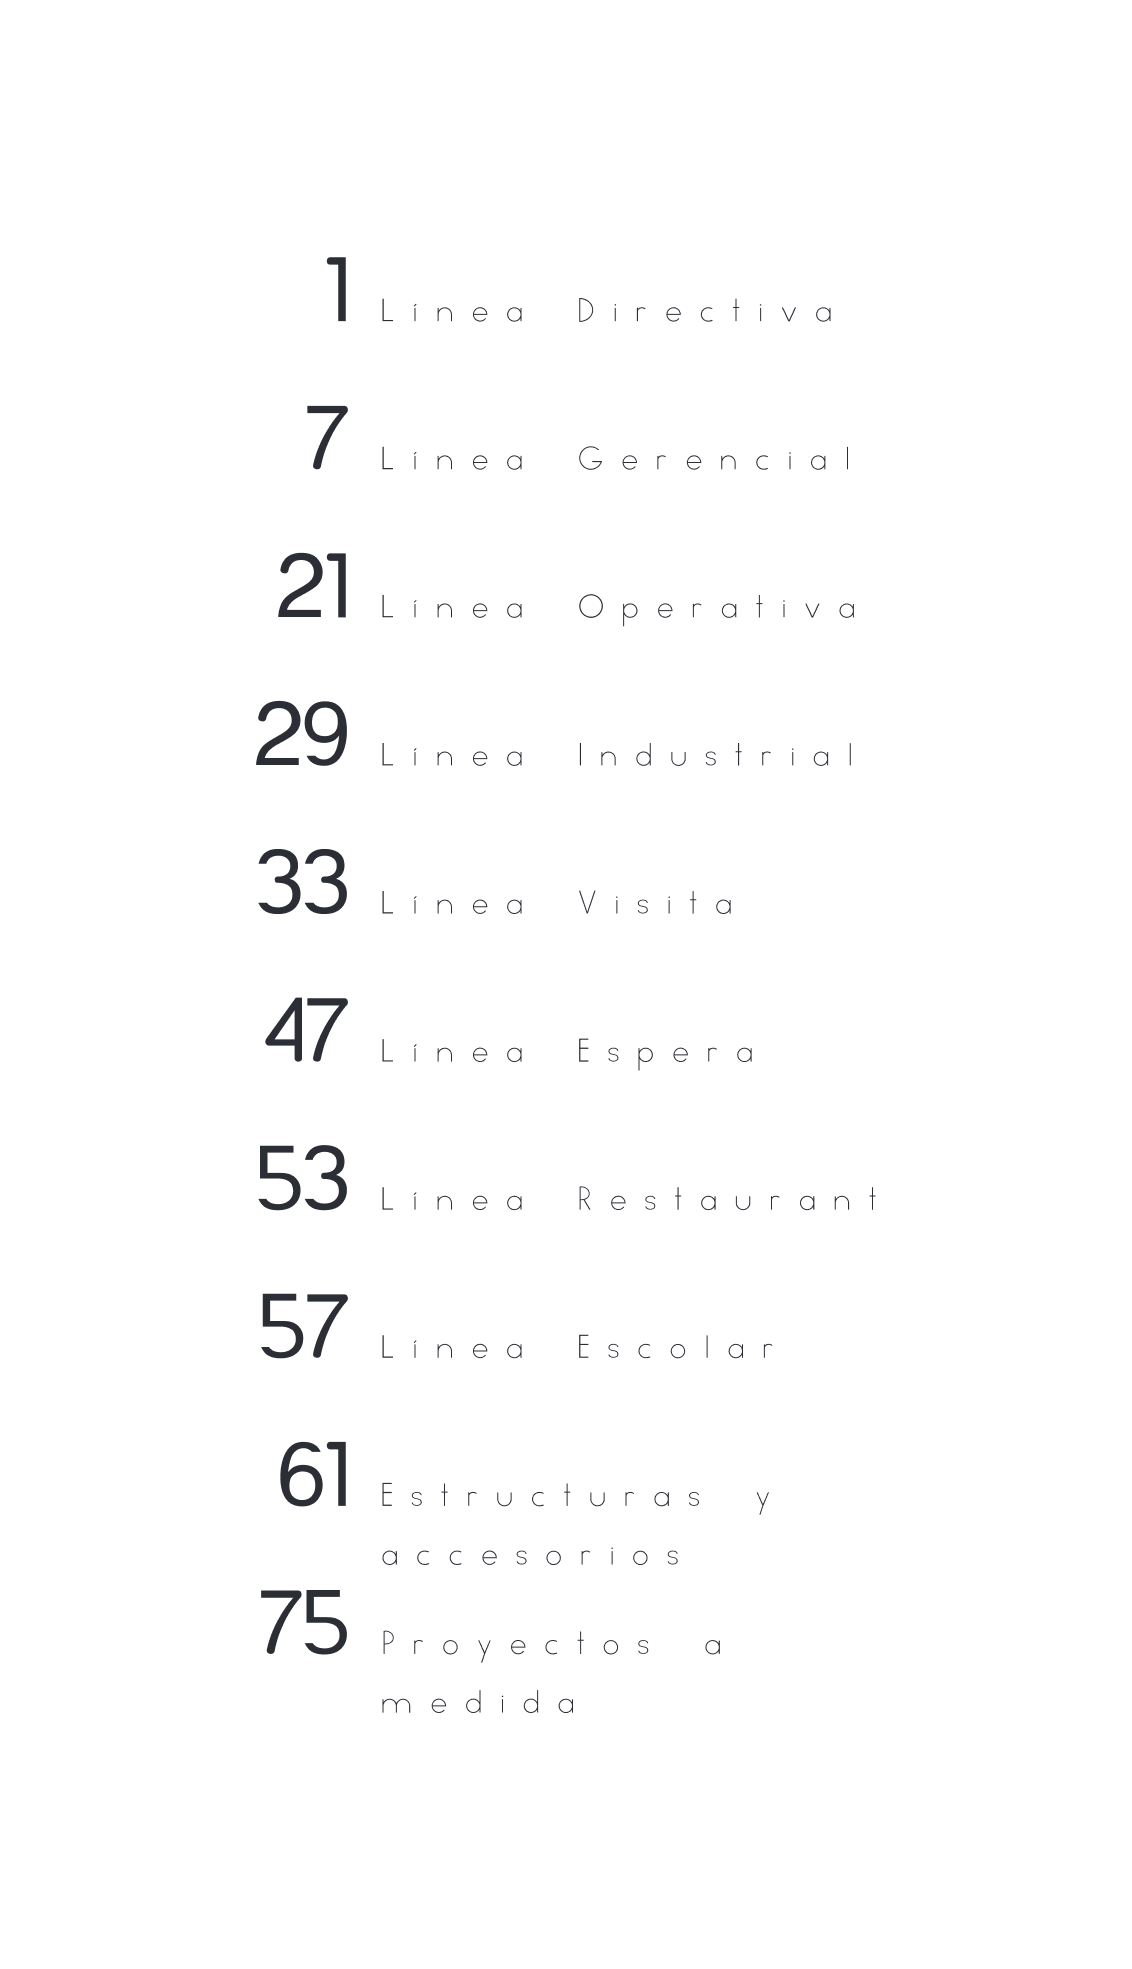 1 Línea Directiva
7 Línea Gerencial
21 Línea Operativa
29 Línea Industrial
33 Línea Visita
47 Línea Espera
53 Línea Restaurant
57 Línea Escolar
61 Estructuras y
accesorios
75 Proyectos a
medida